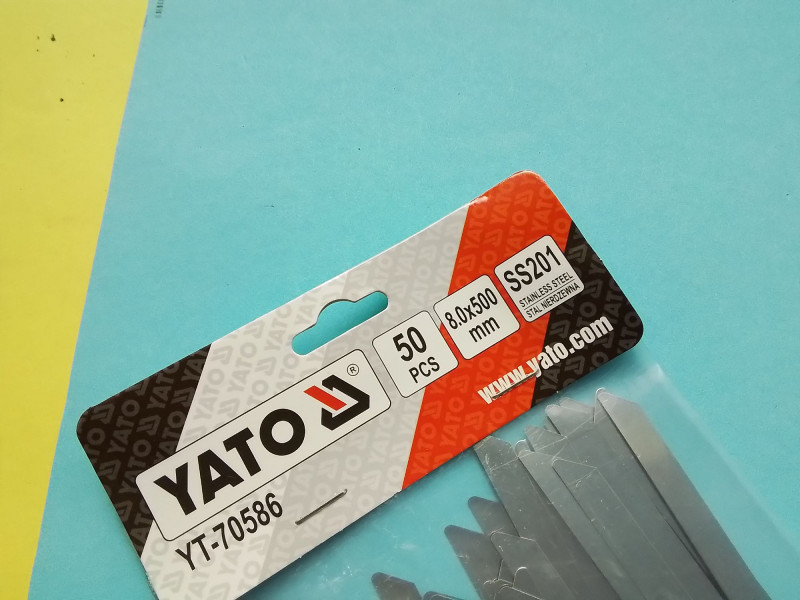 YATO ®
YT-70586
50
PCS
8.0x500
mm
SS201
STAINLESS STEEL
STAL NIERDZEWNA
www.yato.com